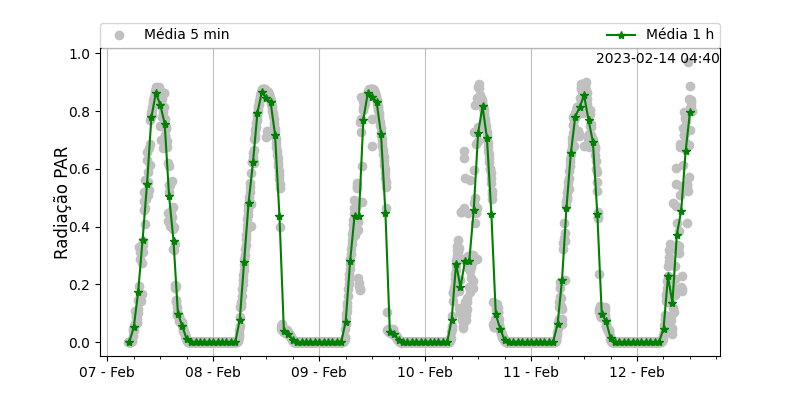 Média 5 min
Média 1 h
2023-02-14 04:40
1.0
0.8
0.6
0.4
0.2
0.0
Radiação PAR
07 - Feb
08 - Feb
09 - Feb
10 - Feb
11 - Feb
12 - Feb